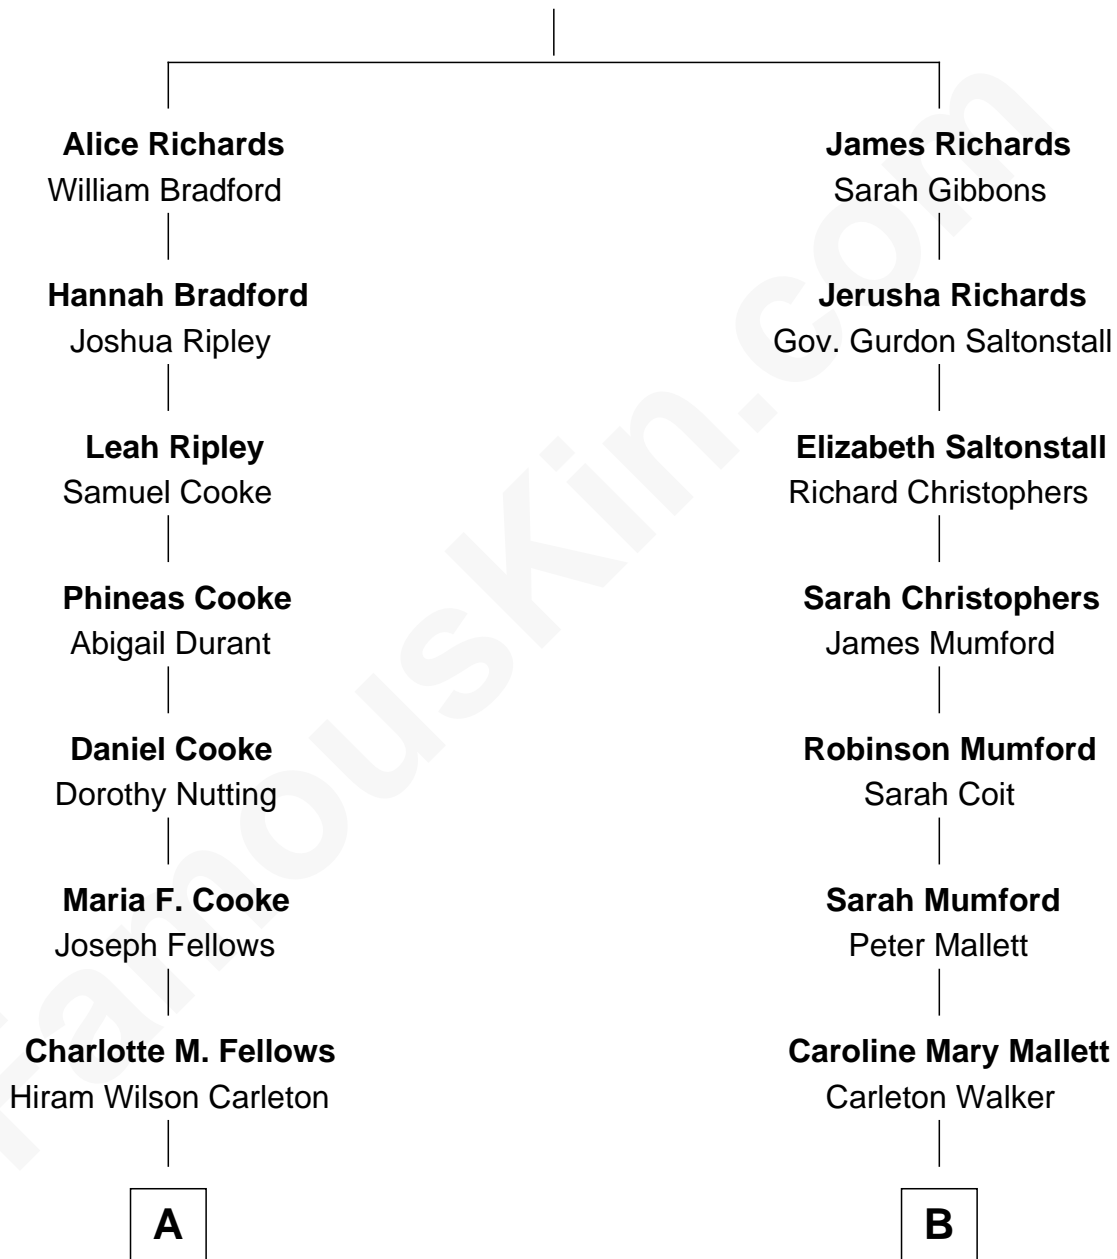 Alice Richards
William Bradford
Hannah Bradford
Joshua Ripley
Leah Ripley
Samuel Cooke
Phineas Cooke
Abigail Durant
Daniel Cooke
Dorothy Nutting
Maria F. Cooke
Joseph Fellows
Charlotte M. Fellows
Hiram Wilson Carleton
A
James Richards
Sarah Gibbons
Jerusha Richards
Gov. Gurdon Saltonstall
Elizabeth Saltonstall
Richard Christophers
Sarah Christophers
James Mumford
Robinson Mumford
Sarah Coit
Sarah Mumford
Peter Mallett
Caroline Mary Mallett
Carleton Walker
B
FamousKin.com